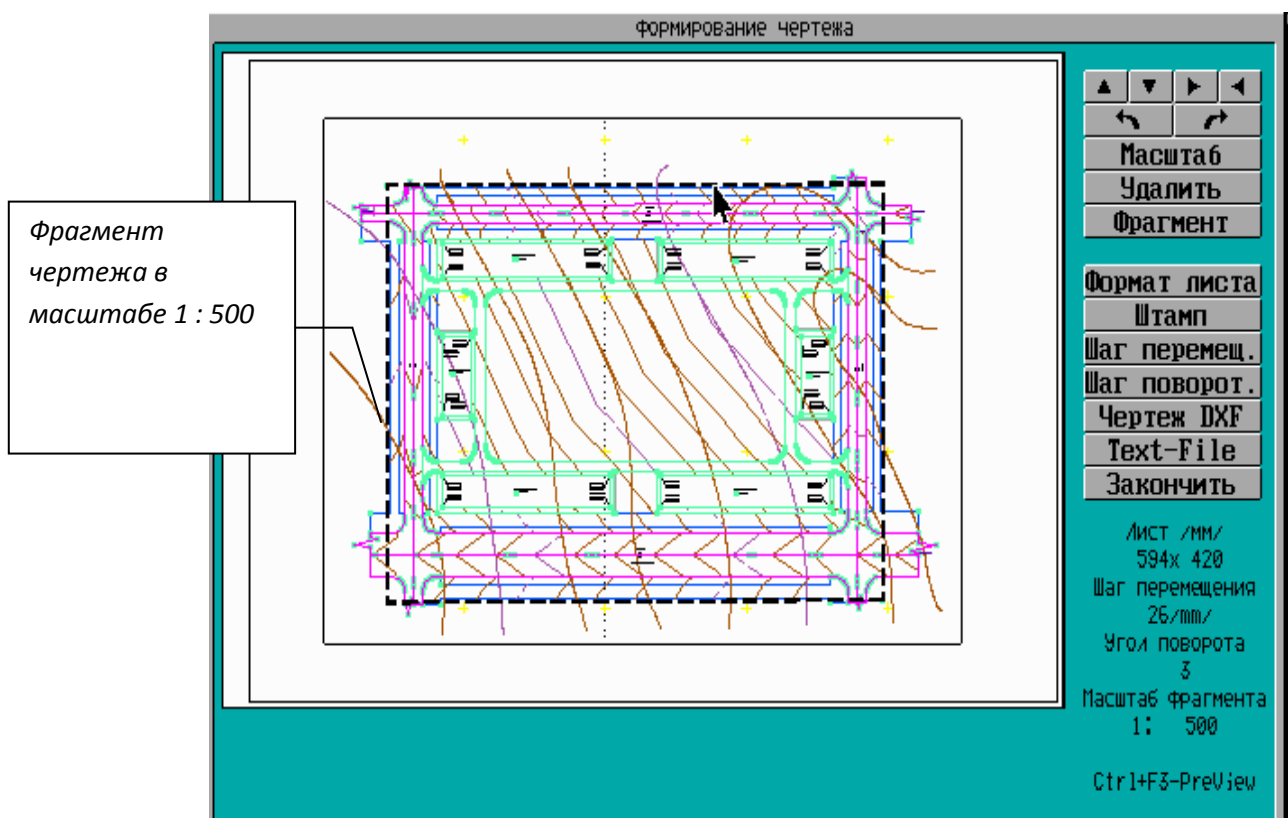 Формирование чертежа
Фрагмент
чертежа в
масштабе 1 : 500
Масштаб
Удалить
Фрагмент
Формат листа
Штамп
Шаг перемещ.
Шаг поворот.
Чертеж DXF
Text-File
Закончить
Лист /мм/
594x 420
Шаг перемещения
26/mm/
Угол поворота
3
Масштаб фрагмента
1: 500
Ctrl+F3-PreView